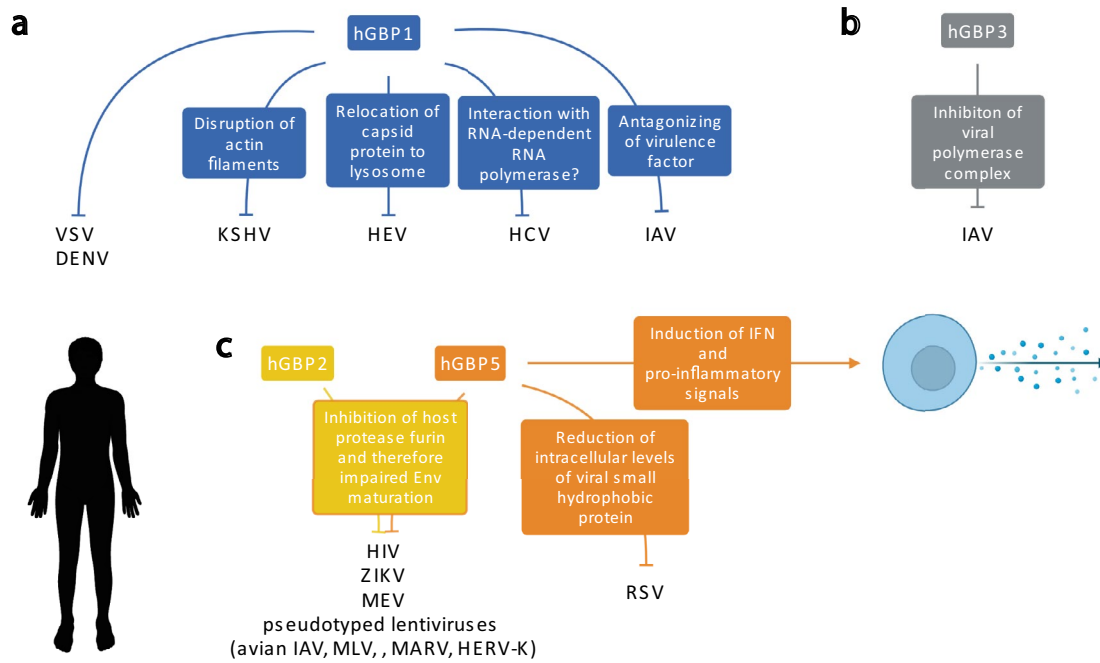 a
hGBP1
Disruption of
actin
filaments
Relocation of
capsid
protein to
lysosome
Interaction with
RNA-dependent
RNA
polymerase?
Antagonizing
of virulence
factor
VSV
DENV
KSHV
HEV
HCV
IAV
b
hGBP3
Inhibiton of
viral
polymerase
complex
IAV
c
hGBP2
hGBP5
Inhibition of host
protease furin
and therefore
impaired Env
maturation
Induction of IFN
and
pro-inflammatory
signals
Reduction of
intracellular levels
of viral small
hydrophobic
protein
HIV
ZIKV
MEV
pseudotyped lentiviruses
(avian IAV, MLV, , MARV, HERV-K)
RSV